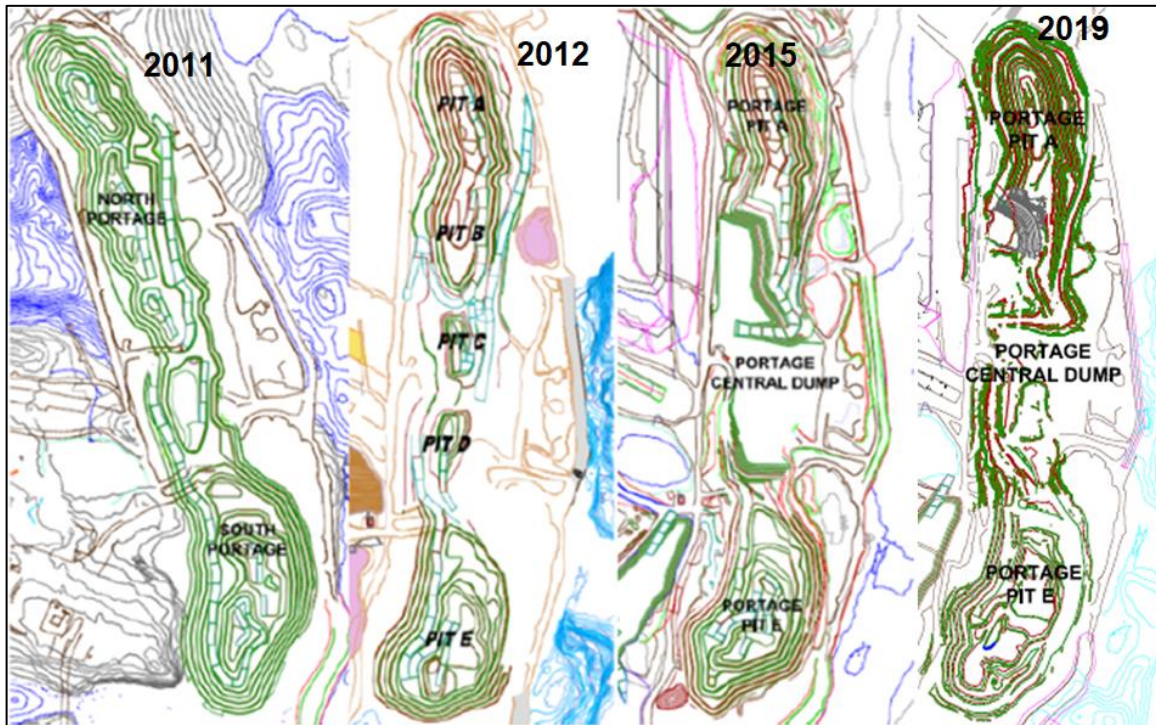 2011
NORTH
PORTAGE
SOUTH
PORTAGE
2012
PIT A
PIT B
PIT C
PIT D
PIT E
2015
PORTAGE
PIT A
PORTAGE
CENTRAL DUMP
PORTAGE
PIT E
2019
PORTAGE
PIT A
PORTAGE
CENTRAL DUMP
PORTAGE
PIT E